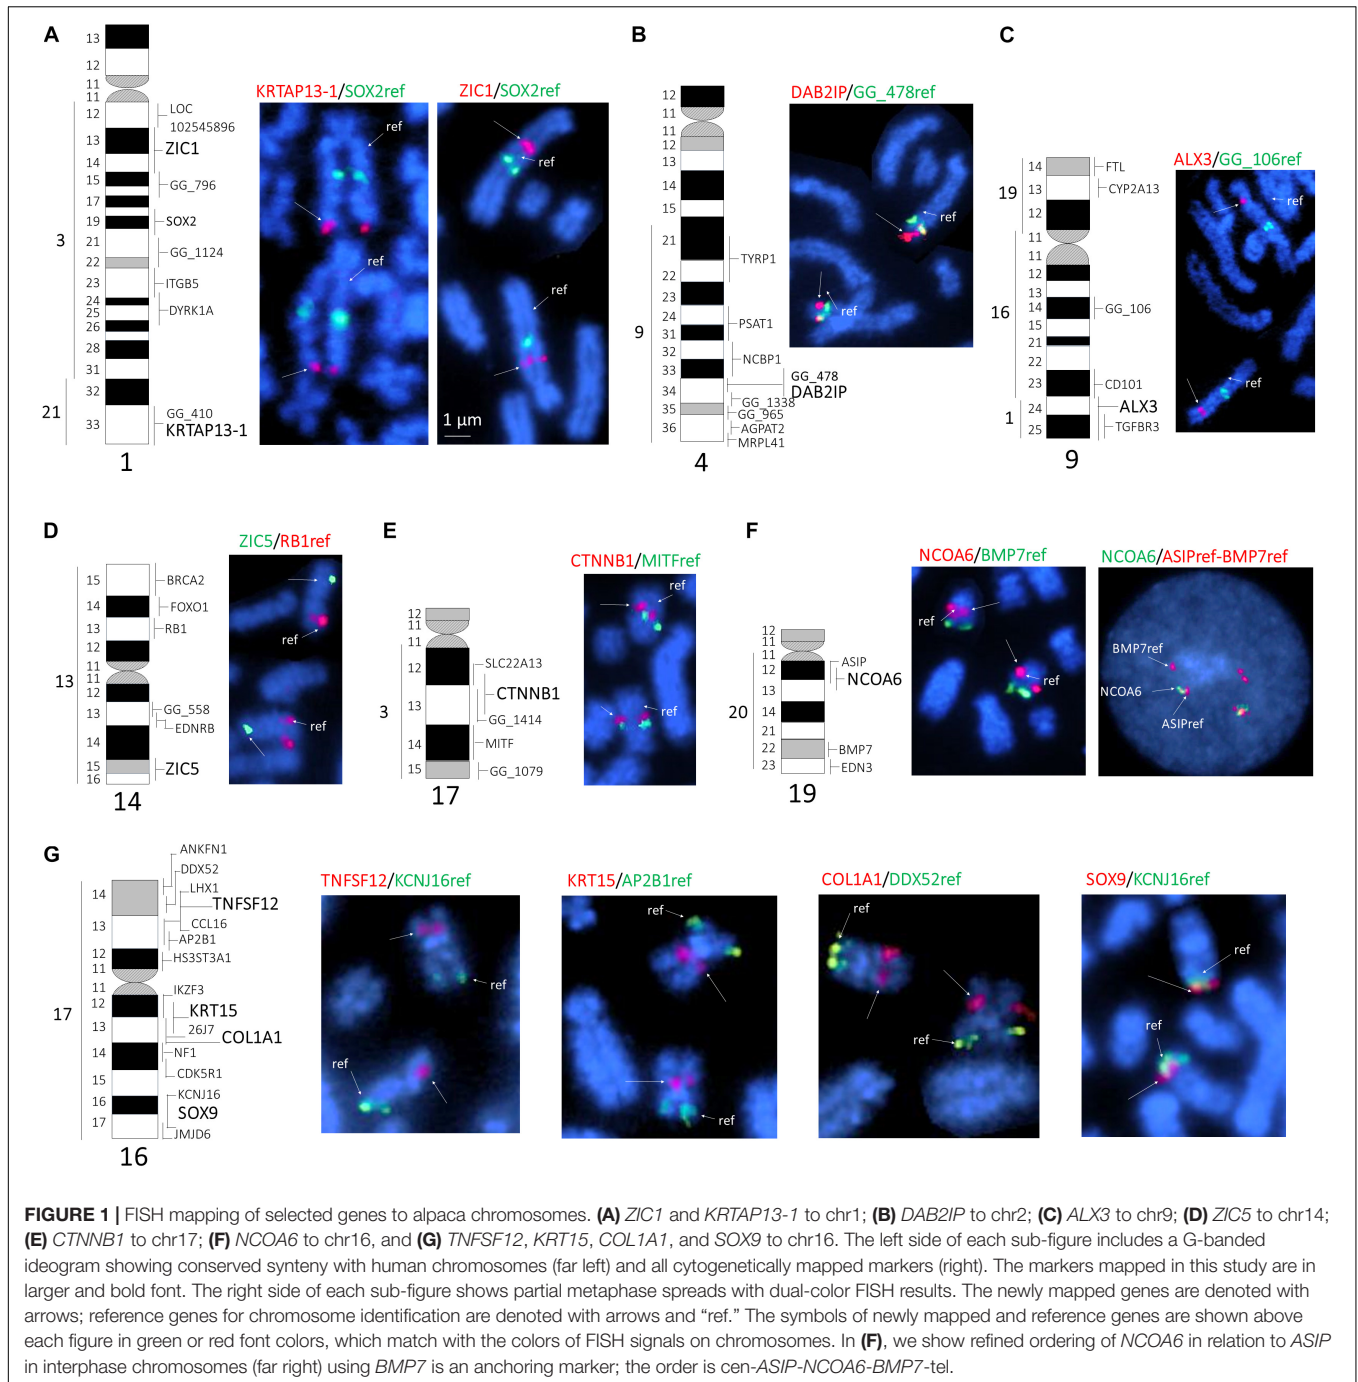 A
13
12
11
11
12
13
14
15
17
19
21
22
23
24
25
26
28
31
32
33
3
21
LOC
102545896
ZIC1
GG_796
SOX2
GG_1124
ITGB5
DYRK1A
GG_410
KRTAP13-1
1
KRTAP13-1/SOX2ref
ref
ref
ZIC1/SOX2ref
ref
ref
1 μm
B
12
11
11
12
13
14
15
21
22
23
24
31
32
33
34
35
36
9
TYRP1
PSAT1
NCBP1
GG_478
DAB2IP
GG_1338
GG_965
AGPAT2
MRPL41
4
DAB2IP/GG_478ref
ref
ref
C
14
13
12
11
11
12
13
14
15
21
22
23
24
25
19
16
1
FTL
CYP2A13
GG_106
CD101
ALX3
TGFBR3
9
ALX3/GG_106ref
ref
ref
D
15
14
13
12
11
12
13
14
15
16
13
BRCA2
FOXO1
RB1
GG_558
EDNRB
ZIC5
14
ZIC5/RB1ref
ref
ref
E
12
11
12
13
14
15
3
SLC22A13
CTNNB1
GG_1414
MITF
GG_1079
17
CTNNB1/MITFref
ref
ref
F
12
11
11
12
13
14
21
22
23
20
ASIP
NCOA6
BMP7
EDN3
19
NCOA6/BMP7ref
ref
ref
NCOA6/ASIPref-BMP7ref
BMP7ref
NCOA6
ASIPref
G
14
13
12
11
11
12
13
14
15
16
17
17
ANKFN1
DDX52
LHX1
TNFSF12
CCL16
AP2B1
HS3ST3A1
IKZF3
KRT15
26J7
COL1A1
NF1
CDK5R1
KCNJ16
SOX9
JMJD6
16
TNFSF12/KCNJ16ref
ref
ref
KRT15/AP2B1ref
ref
ref
COL1A1/DDX52ref
ref
ref
SOX9/KCNJ16ref
ref
ref
FIGURE 1 | FISH mapping of selected genes to alpaca chromosomes. (A) ZIC1 and KRTAP13-1 to chr1; (B) DAB2IP to chr2; (C) ALX3 to chr9; (D) ZIC5 to chr14;
(E) CTNNB1 to chr17; (F) NCOA6 to chr16, and (G) TNFSF12, KRT15, COL1A1, and SOX9 to chr16. The left side of each sub-figure includes a G-banded
ideogram showing conserved synteny with human chromosomes (far left) and all cytogenetically mapped markers (right). The markers mapped in this study are in
larger and bold font. The right side of each sub-figure shows partial metaphase spreads with dual-color FISH results. The newly mapped genes are denoted with
arrows; reference genes for chromosome identification are denoted with arrows and “ref.” The symbols of newly mapped and reference genes are shown above
each figure in green or red font colors, which match with the colors of FISH signals on chromosomes. In (F), we show refined ordering of NCOA6 in relation to ASIP
in interphase chromosomes (far right) using BMP7 is an anchoring marker; the order is cen-ASIP-NCOA6-BMP7-tel.